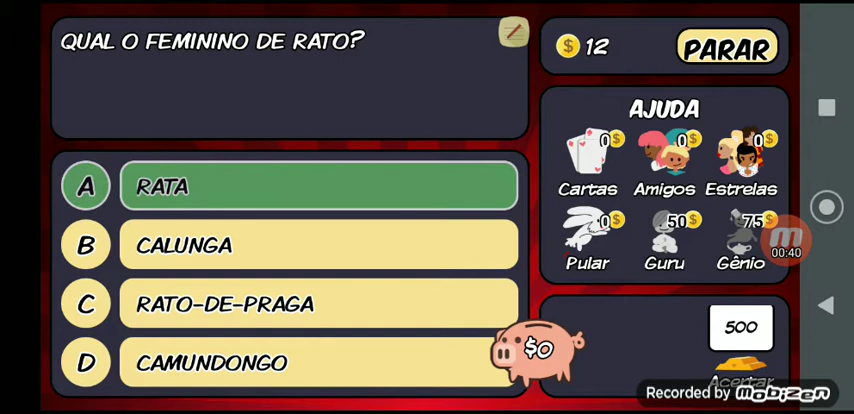 QUAL O FEMININO DE RATO?
$ 12
PARAR
AJUDA
0$
0$
0$
Cartas
Amigos
Estrelas
0$
50$
75$
Pular
Guru
Gênio
00:40
A
RATA
B
CALUNGA
C
RATO-DE-PRAGA
D
CAMUNDONGO
$0
500
Acertar
Recorded by mobizen